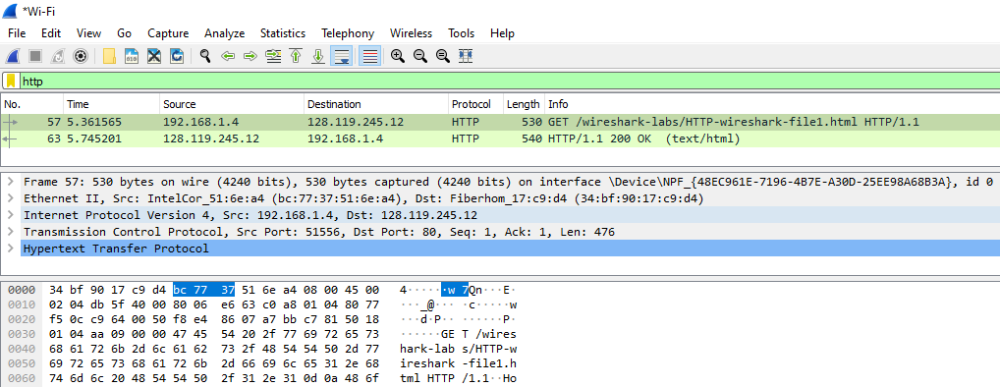 *Wi-Fi
File Edit View Go Capture Analyze Statistics Telephony Wireless Tools Help
http
No. Time Source Destination Protocol Length Info
57 5.361565 192.168.1.4 128.119.245.12 HTTP 530 GET /wireshark-labs/HTTP-wireshark-file1.html HTTP/1.1
63 5.745201 128.119.245.12 192.168.1.4 HTTP 540 HTTP/1.1 200 OK (text/html)
Frame 57: 530 bytes on wire (4240 bits), 530 bytes captured (4240 bits) on interface \Device\NPF_{48EC961E-7196-4B7E-A30D-25EE98A68B3A}, id 0
Ethernet II, Src: IntelCor_51:6e:a4 (bc:77:37:51:6e:a4), Dst: Fiberhom_17:c9:d4 (34:bf:90:17:c9:d4)
Internet Protocol Version 4, Src: 192.168.1.4, Dst: 128.119.245.12
Transmission Control Protocol, Src Port: 51556, Dst Port: 80, Seq: 1, Ack: 1, Len: 476
Hypertext Transfer Protocol
0000 34 bf 90 17 c9 d4 bc 77 37 51 6e a4 08 00 45 00 4······w 7Qn···E·
0010 02 04 db 5f 40 00 80 06 e6 63 c0 a8 01 04 80 77 ···_@··· ·c·····w
0020 f5 0c c9 64 00 50 f8 e4 86 07 a7 bb c7 81 50 18 ···d·P·· ······P·
0030 01 04 aa 09 00 00 47 45 54 20 2f 77 69 72 65 73 ······GE T /wires
0040 68 61 72 6b 2d 6c 61 62 73 2f 48 54 54 50 2d 77 hark-lab s/HTTP-w
0050 69 72 65 73 68 61 72 6b 2d 66 69 6c 65 31 2e 68 ireshark -file1.h
0060 74 6d 6c 20 48 54 54 50 2f 31 2e 31 0d 0a 48 6f tml HTTP /1.1··Ho